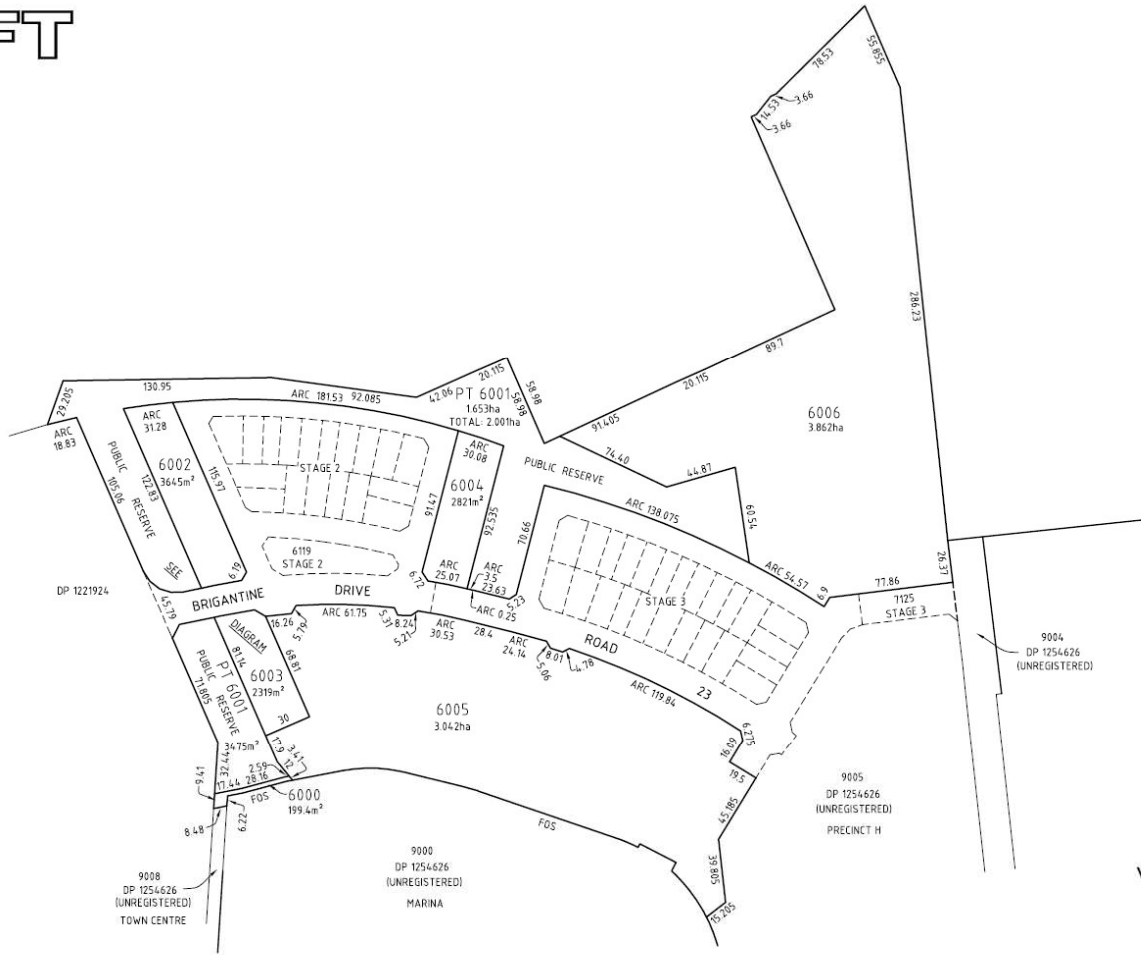 FT
78.53
55.855
14.53
3.66
3.66
286.23
89.7
20.115
91.405
6006
3.862ha
130.95
29.205
ARC 181.53 92.085
42.06
20.115
PT 6001
1.653ha
TOTAL: 2.001ha
58.98
58.98
ARC
18.83
ARC
31.28
PUBLIC RESERVE
105.06
122.83
6002
3645m²
115.97
STAGE 2
91.47
ARC
30.08
6004
2821m²
92.535
PUBLIC RESERVE
74.40
44.87
60.54
70.66
ARC 138 075
ARC 54.57
6.9
77.86
26.37
7125
STAGE 3
6119
STAGE 2
SEE
DIAGRAM
6.19
6.72
ARC
25.07
ARC
3.5
23.63
5.23
ARC 0.25
STAGE 3
DP 1221924
45.79
BRIGANTINE
DRIVE
ROAD
23
16.26
5.79
ARC 61.75
5.31
8.24
5.21
ARC
30.53
28.4
ARC
24.14
8.01
5.06
4.78
ARC 119.84
6.275
16.09
19.5
9004
DP 1254626
(UNREGISTERED)
PT 6001
PUBLIC RESERVE
71.805
81.14
68.81
6003
2319m²
30
3475m²
6005
3.042ha
17.9
3.41
12
2.59
32.44
9.41
17.44
28.16
FOS
6000
199.4m²
8.48
6.22
FOS
45.185
39.805
15.205
9005
DP 1254626
(UNREGISTERED)
PRECINCT H
9000
DP 1254626
(UNREGISTERED)
MARINA
9008
DP 1254626
(UNREGISTERED)
TOWN CENTRE